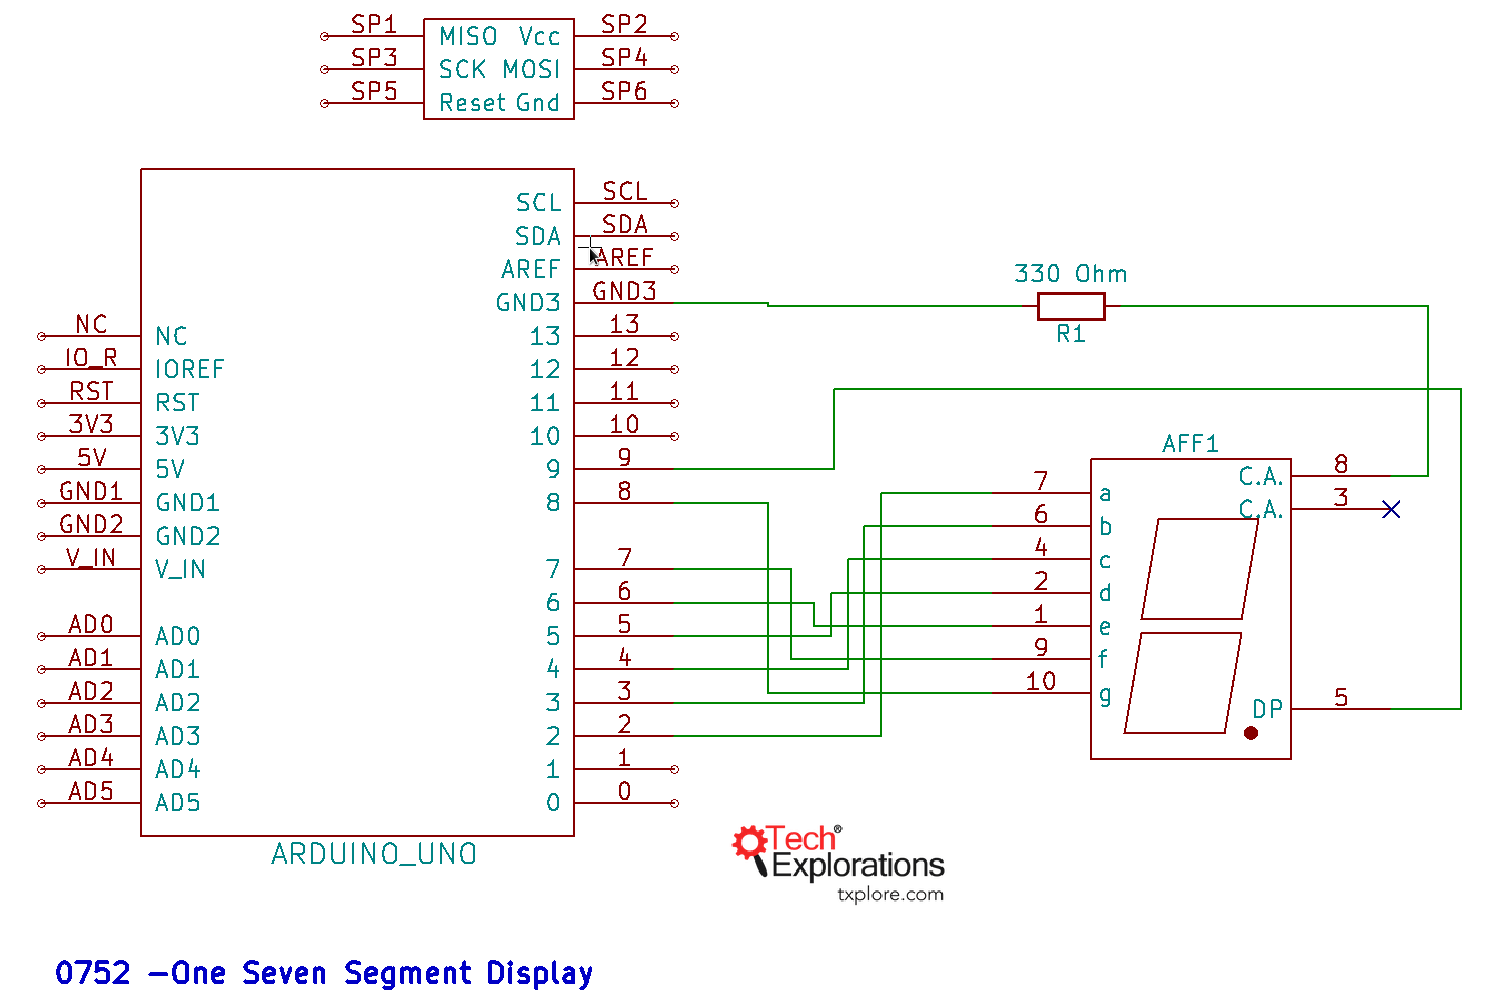 SP1 MISO Vcc SP2
SP3 SCK MOSI SP4
SP5 Reset Gnd SP6
SCL SCL
SDA SDA
AREF AREF
GND3 GND3
330 Ohm
R1
NC NC 13 13
IO_R IOREF 12 12
RST RST 11 11
3V3 3V3 10 10
5V 5V 9 9
GND1 GND1 8 8
GND2 GND2
V_IN V_IN 7 7
6 6
AD0 AD0 5 5
AD1 AD1 4 4
AD2 AD2 3 3
AD3 AD3 2 2
AD4 AD4 1 1
AD5 AD5 0 0
ARDUINO_UNO
AFF1
C.A. 8
7 a
C.A. 3
6 b
4 c
2 d
1 e
9 f
10 g
DP 5
Tech®
Explorations
txplore.com
0752 -One Seven Segment Display